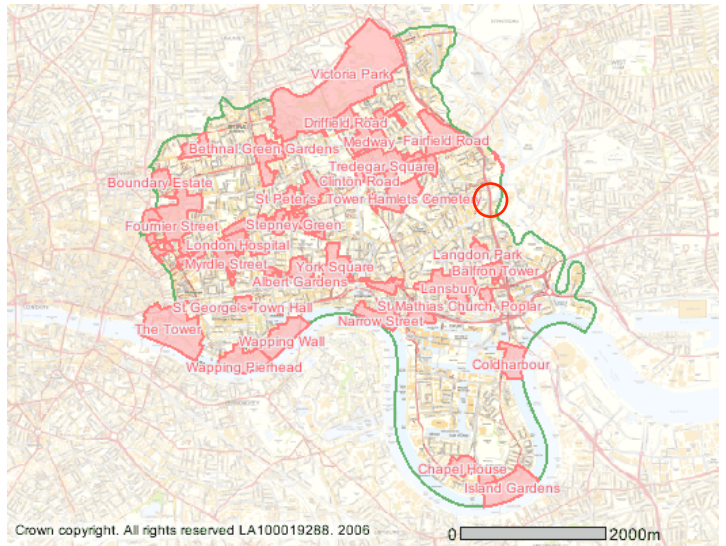 Victoria Park
Driffield Road
Medway
Fairfield Road
Bethnal Green Gardens
Tredegar Square
Boundary Estate
Clinton Road
St Peter's
Tower Hamlets Cemetery
Fournier Street
Stepney Green
London Hospital
Langdon Park
Myrdle Street
York Square
Balfron Tower
Albert Gardens
Lansbury
St George's Town Hall
St Mathias Church, Poplar
The Tower
Narrow Street
Wapping Wall
Wapping Pierhead
Coldharbour
Chapel House
Island Gardens
Crown copyright. All rights reserved LA100019288. 2006
0
2000m